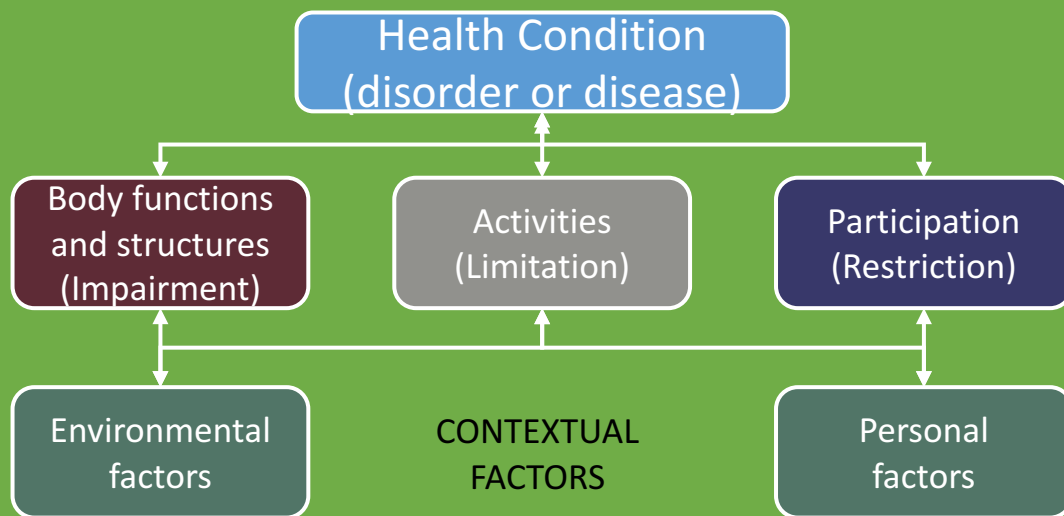 Health Condition
(disorder or disease)
Body functions
and structures
(Impairment)
Activities
(Limitation)
Participation
(Restriction)
Environmental
factors
CONTEXTUAL
FACTORS
Personal
factors